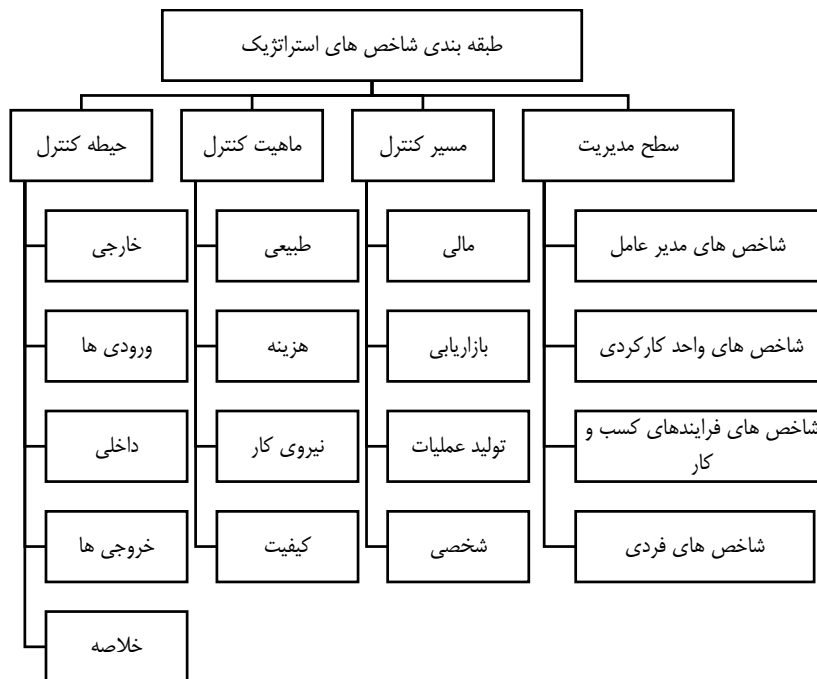 طبقه بندی شاخص های استراتژیک
سطح مدیریت
شاخص های مدیر عامل
شاخص های واحد کارکردی
شاخص های فرایندهای کسب و
کار
شاخص های فردی
مسیر کنترل
مالی
بازاریابی
تولید عملیات
شخصی
ماهیت کنترل
طبیعی
هزینه
نیروی کار
کیفیت
حیطه کنترل
خارجی
ورودی ها
داخلی
خروجی ها
خلاصه